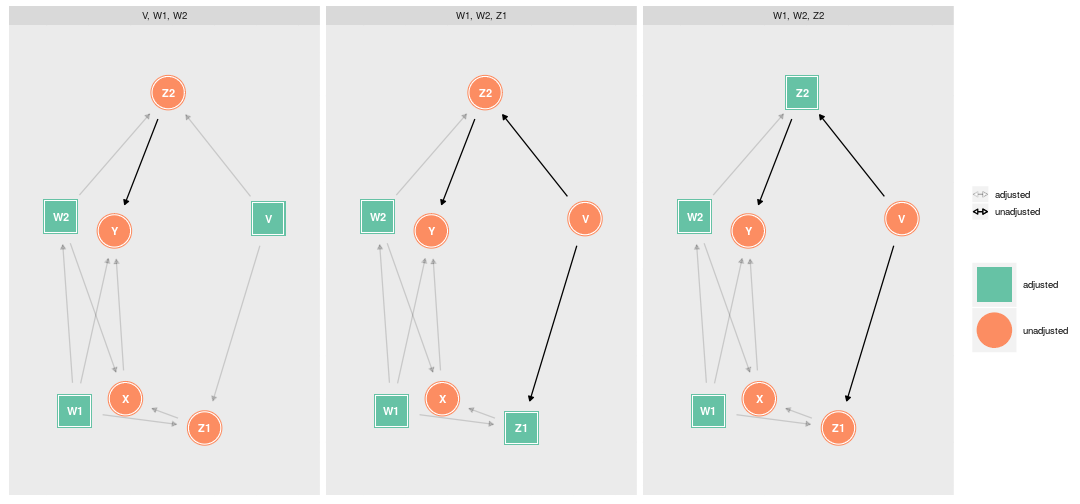 V, W1, W2
W1, W2, Z1
W1, W2, Z2
Z2
W2
Y
V
W1
X
Z1
Z2
W2
Y
V
W1
X
Z1
Z2
W2
Y
V
W1
X
Z1
adjusted
unadjusted
adjusted
unadjusted